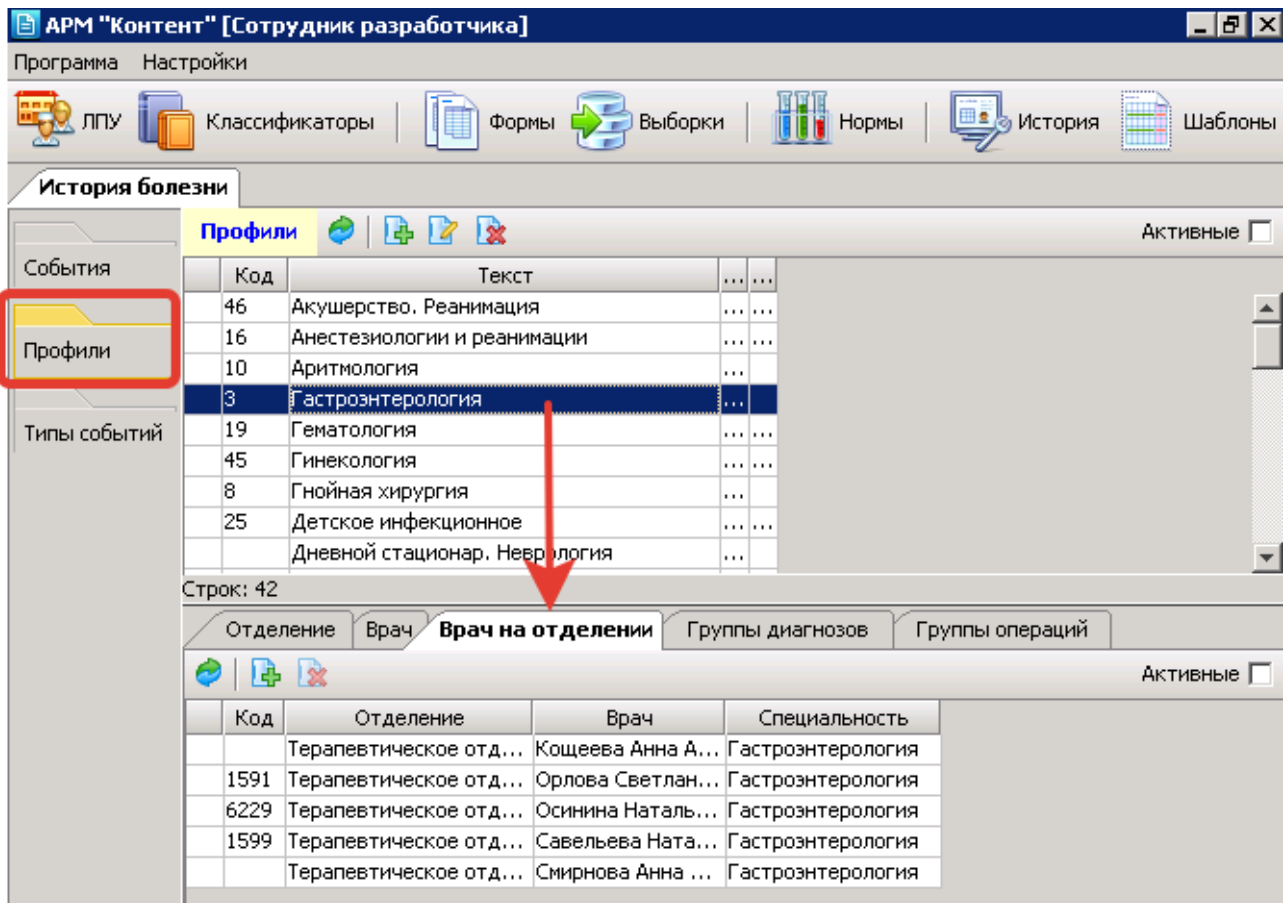 АРМ "Контент" [Сотрудник разработчика]
Программа Настройки
ЛПУ Классификаторы Формы Выборки Нормы История Шаблоны
История болезни
События
Профили
Типы событий
Профили Активные
Код Текст ... ...
46 Акушерство. Реанимация ... ...
16 Анестезиологии и реанимации ... ...
10 Аритмология ...
3 Гастроэнтерология ...
19 Гематология ... ...
45 Гинекология ... ...
8 Гнойная хирургия ...
25 Детское инфекционное ... ...
Дневной стационар. Неврология ...
Строк: 42
Отделение Врач Врач на отделении Группы диагнозов Группы операций
Активные
Код Отделение Врач Специальность
Терапевтическое отд... Кощеева Анна А... Гастроэнтерология
1591 Терапевтическое отд... Орлова Светлан... Гастроэнтерология
6229 Терапевтическое отд... Осинина Наталь... Гастроэнтерология
1599 Терапевтическое отд... Савельева Ната... Гастроэнтерология
Терапевтическое отд... Смирнова Анна ... Гастроэнтерология